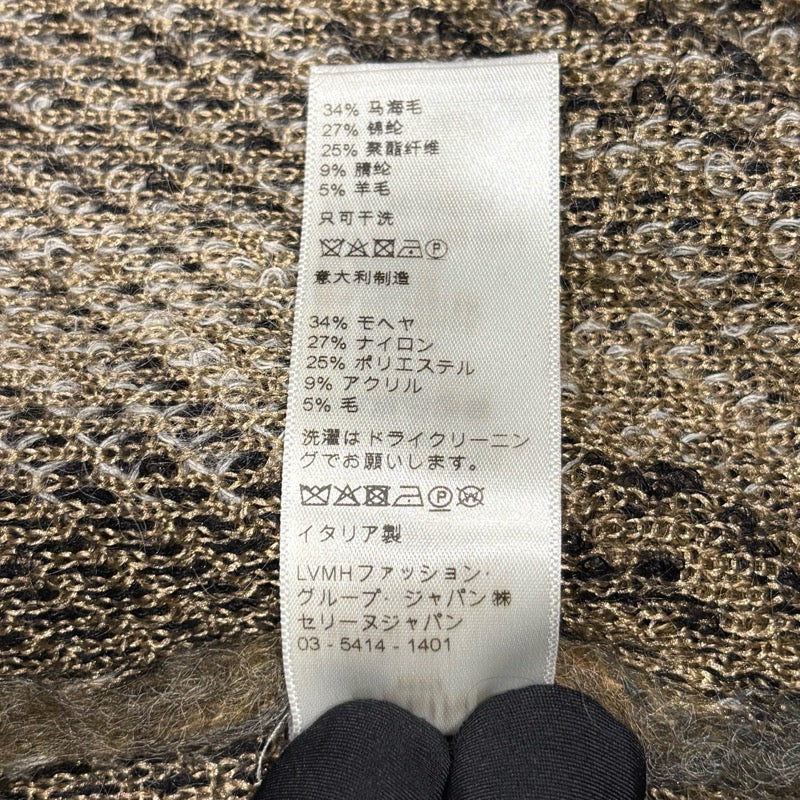 34% 马海毛
27% 锦纶
25% 聚酯纤维
9% 腈纶
5% 羊毛
只可干洗
P
意大利制造
34% モヘヤ
27% ナイロン
25% ポリエステル
9% アクリル
5% 毛
洗濯はドライクリーニン
グでお願いします。
P W
イタリア製
LVMHファッション·
グループ· ジャパン㈱
セリーヌジャパン
03 - 5414 - 1401